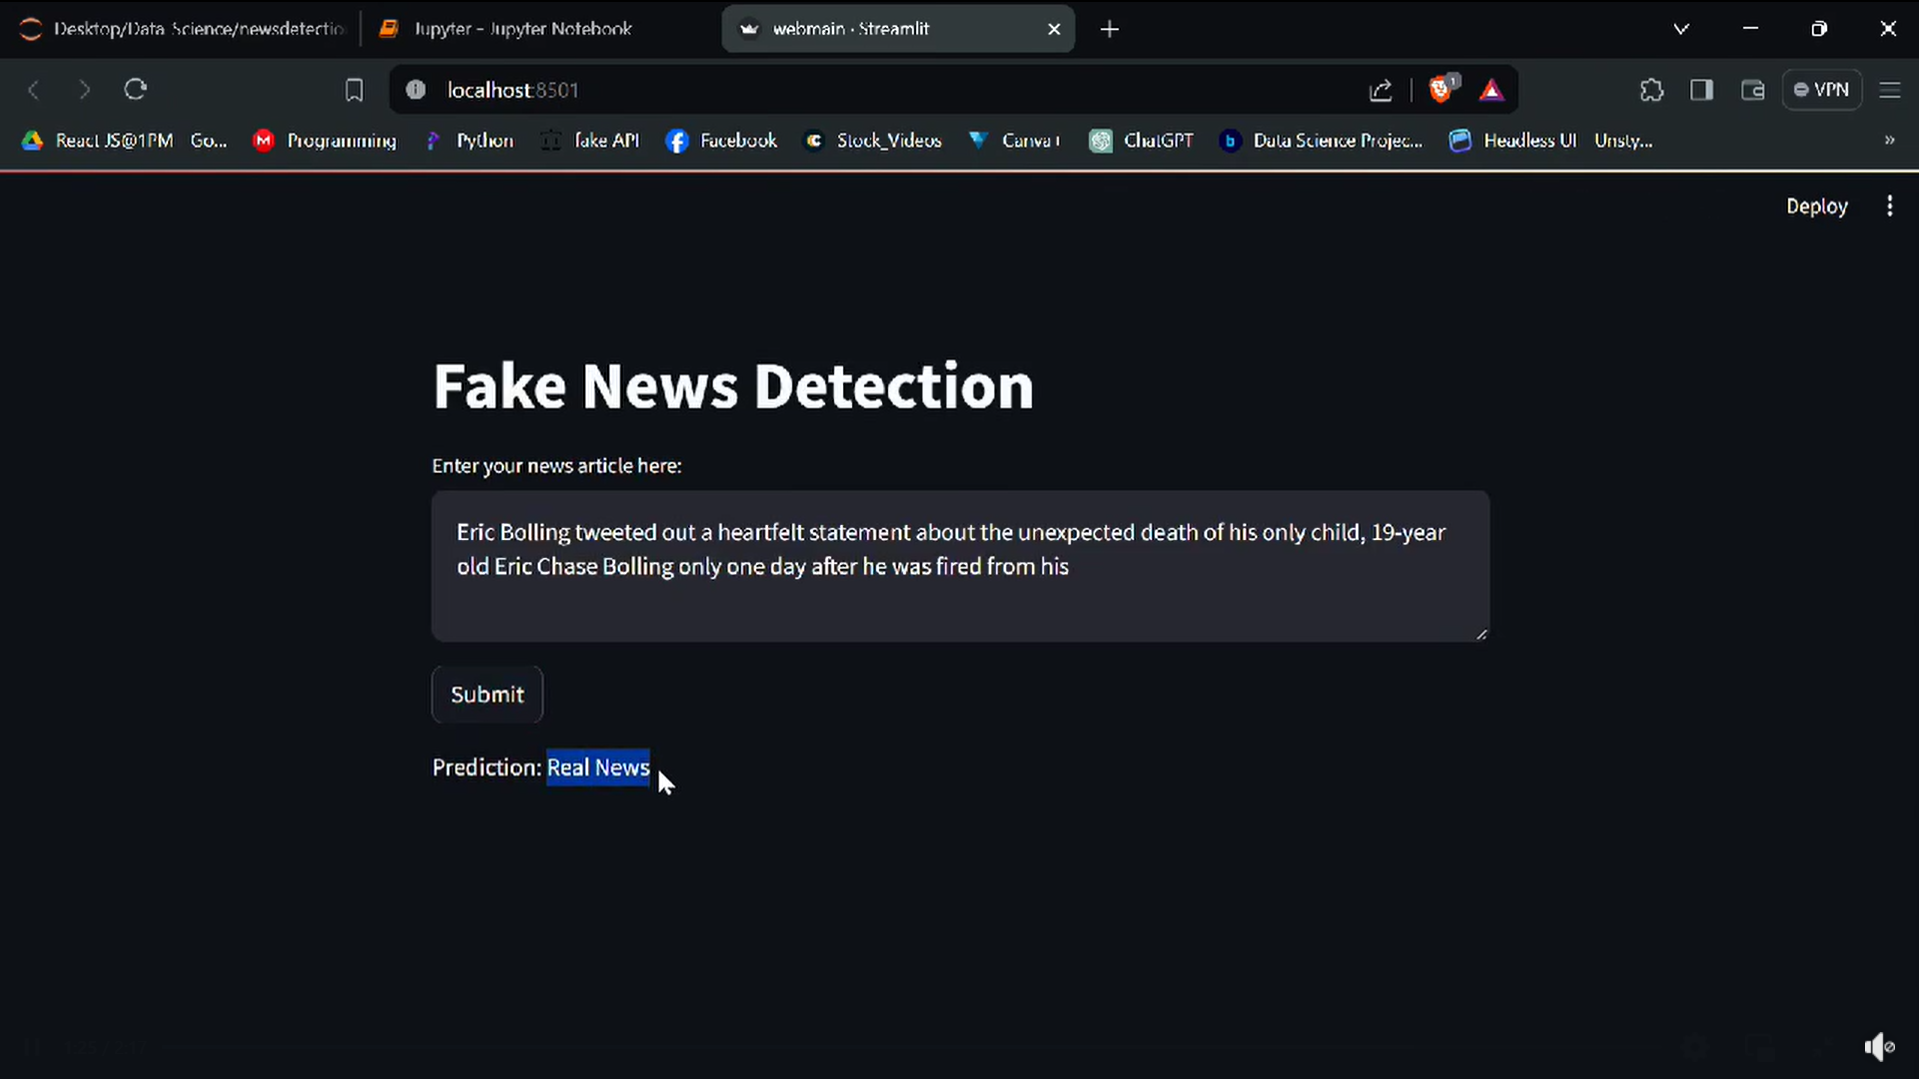 Desktop/Data Science/newsdetectio
Jupyter - Jupyter Notebook
webmain · Streamlit
localhost:8501
1
VPN
React JS@1PM Go...
Programming
Python
fake API
Facebook
Stock_Videos
Canva
ChatGPT
Data Science Projec...
Headless UI Unsty...
»
Deploy
Fake News Detection
Enter your news article here:
Eric Bolling tweeted out a heartfelt statement about the unexpected death of his only child, 19-year
old Eric Chase Bolling only one day after he was fired from his
Submit
Prediction: Real News